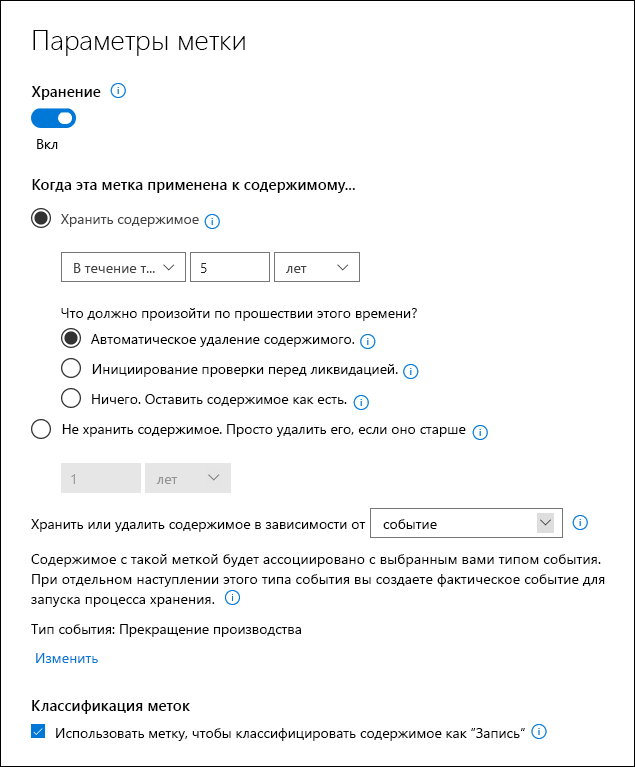 Параметры метки
Хранение
Вкл
Когда эта метка применена к содержимому...
Хранить содержимое
В течение т... 5 лет
Что должно произойти по прошествии этого времени?
Автоматическое удаление содержимого.
Инициирование проверки перед ликвидацией.
Ничего. Оставить содержимое как есть.
Не хранить содержимое. Просто удалить его, если оно старше
1 лет
Хранить или удалить содержимое в зависимости от событие
Содержимое с такой меткой будет ассоциировано с выбранным вами типом события.
При отдельном наступлении этого типа события вы создаете фактическое событие для
запуска процесса хранения.
Тип события: Прекращение производства
Изменить
Классификация меток
Использовать метку, чтобы классифицировать содержимое как "Запись"